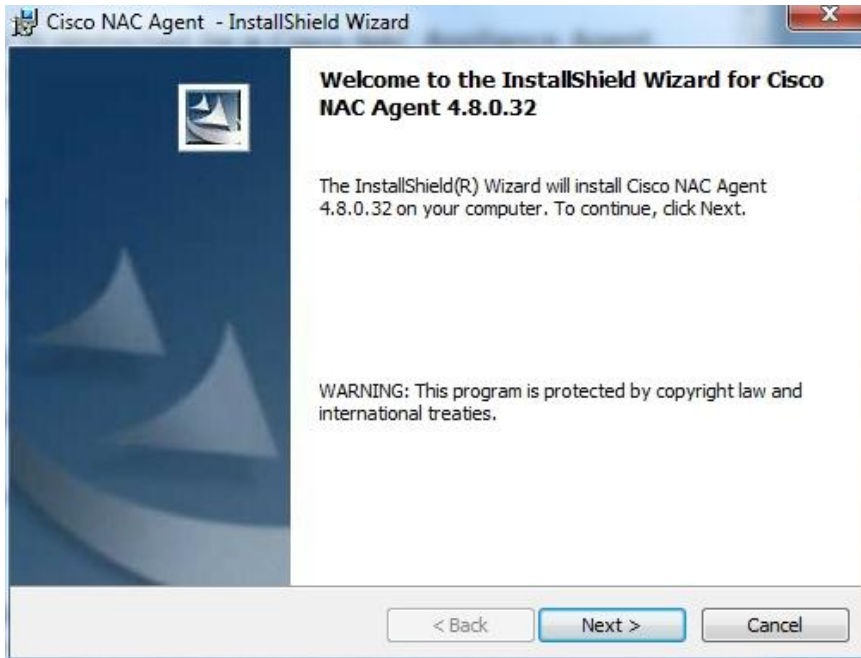 Cisco NAC Agent - InstallShield Wizard
Welcome to the InstallShield Wizard for Cisco
NAC Agent 4.8.0.32
The InstallShield(R) Wizard will install Cisco NAC Agent
4.8.0.32 on your computer. To continue, click Next.
WARNING: This program is protected by copyright law and
international treaties.
< Back Next > Cancel